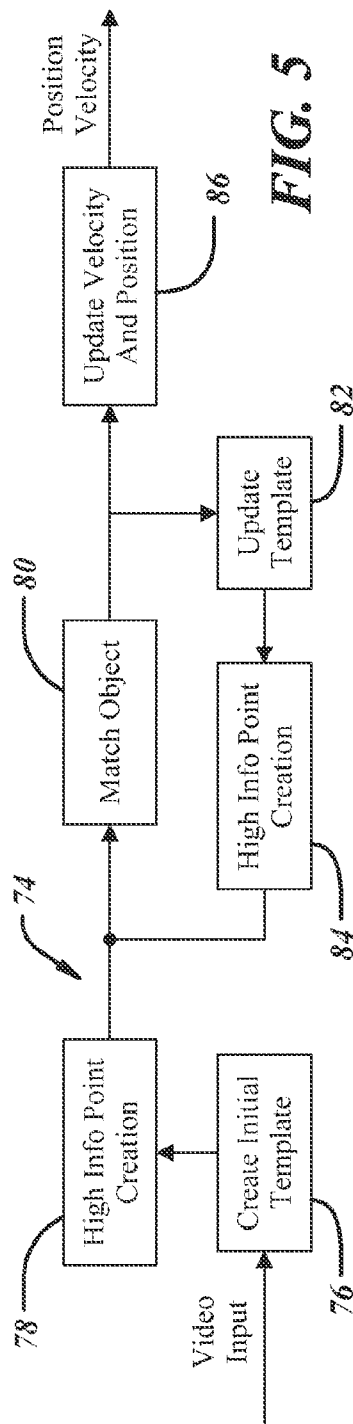 74
78
High Info Point
Creation
80
Match Object
Update Velocity
And Position
86
Position
Velocity
Video
Input
Create Initial
Template
76
High Info Point
Creation
84
Update
Template
82
FIG. 5